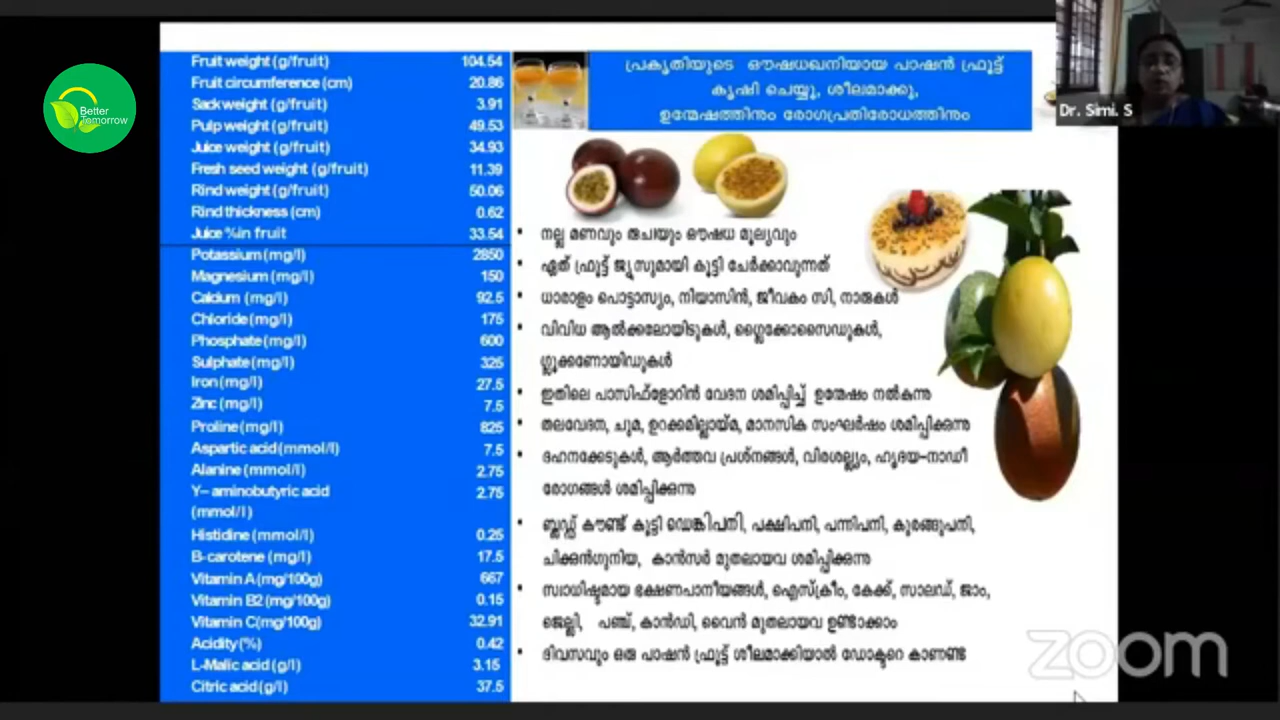 Better
Tomorrow
Fruit weight (g/fruit) 104.54
Fruit circumference (cm) 20.86
Sack weight (g/fruit) 3.91
Pulp weight (g/fruit) 49.53
Juice weight (g/fruit) 34.93
Fresh seed weight (g/fruit) 11.39
Rind weight (g/fruit) 50.06
Rind thickness (cm) 0.62
Juice % in fruit 33.54
Potassium (mg/l) 2850
Magnesium (mg/l) 150
Calcium (mg/l) 92.5
Chloride (mg/l) 175
Phosphate (mg/l) 600
Sulphate (mg/l) 325
Iron (mg/l) 27.5
Zinc (mg/l) 7.5
Proline (mg/l) 825
Aspartic acid (mmol/l) 7.5
Alanine (mmol/l) 2.75
Y– aminobutyric acid 2.75
(mmol/l)
Histidine (mmol/l) 0.25
B-carotene (mg/l) 17.5
Vitamin A (mg/100g) 667
Vitamin B2 (mg/100g) 0.15
Vitamin C (mg/100g) 32.91
Acidity (%) 0.42
L-Malic acid (g/l) 3.15
Citric acid (g/l) 37.5
പ്രകൃതിയുടെ ഔഷധഖനിയായ പാഷൻ ഫ്രൂട്ട്
കൃഷി ചെയ്യൂ, ശീലമാക്കൂ,
ഉന്മേഷത്തിനും രോഗപ്രതിരോധത്തിനും
• നല്ല മണവും രുചിയും ഔഷധ മൂല്യവും
• ഏത് ഫ്രൂട്ട് ജ്യൂസുമായി കൂട്ടി ചേർക്കാവുന്നത്
• ധാരാളം പൊട്ടാസ്യം, നിയാസിൻ, ജീവകം സി, നാരുകൾ
• വിവിധ ആൽക്കലോയിടുകൾ, ഗ്ലൈക്കോസൈഡുകൾ,
ഗ്ലൂക്കണോയിഡുകൾ
• ഇതിലെ പാസിഫ്ളോറിൻ വേദന ശമിപ്പിച്ച് ഉന്മേഷം നൽകുന്നു
• തലവേദന, ചുമ, ഉറക്കമില്ലായ്മ, മാനസിക സംഘർഷം ശമിപ്പിക്കുന്നു
• ദഹനക്കേടുകൾ, ആർത്തവ പ്രശ്നങ്ങൾ, വിരശല്ല്യം, ഹൃദയ-നാഡീ
രോഗങ്ങൾ ശമിപ്പിക്കുന്നു
• ബ്ലഡ്ഡ് കൗണ്ട് കൂട്ടി ഡെങ്കിപനി, പക്ഷിപനി, പന്നിപനി, കുരങ്ങുപനി,
ചിക്കുൻഗുനിയ, കാൻസർ മുതലായവ ശമിപ്പിക്കുന്നു
• സ്വാധിഷ്ടമായ ഭക്ഷണപാനീയങ്ങൾ, ഐസ്ക്രീം, കേക്ക്, സാലഡ്, ജാം,
ജെല്ലി, പഞ്ച്, കാൻഡി, വൈൻ മുതലായവ ഉണ്ടാക്കാം
• ദിവസവും ഒരു പാഷൻ ഫ്രൂട്ട് ശീലമാക്കിയാൽ ഡോക്ടറെ കാണണ്ട
Dr. Simi. S
zoom